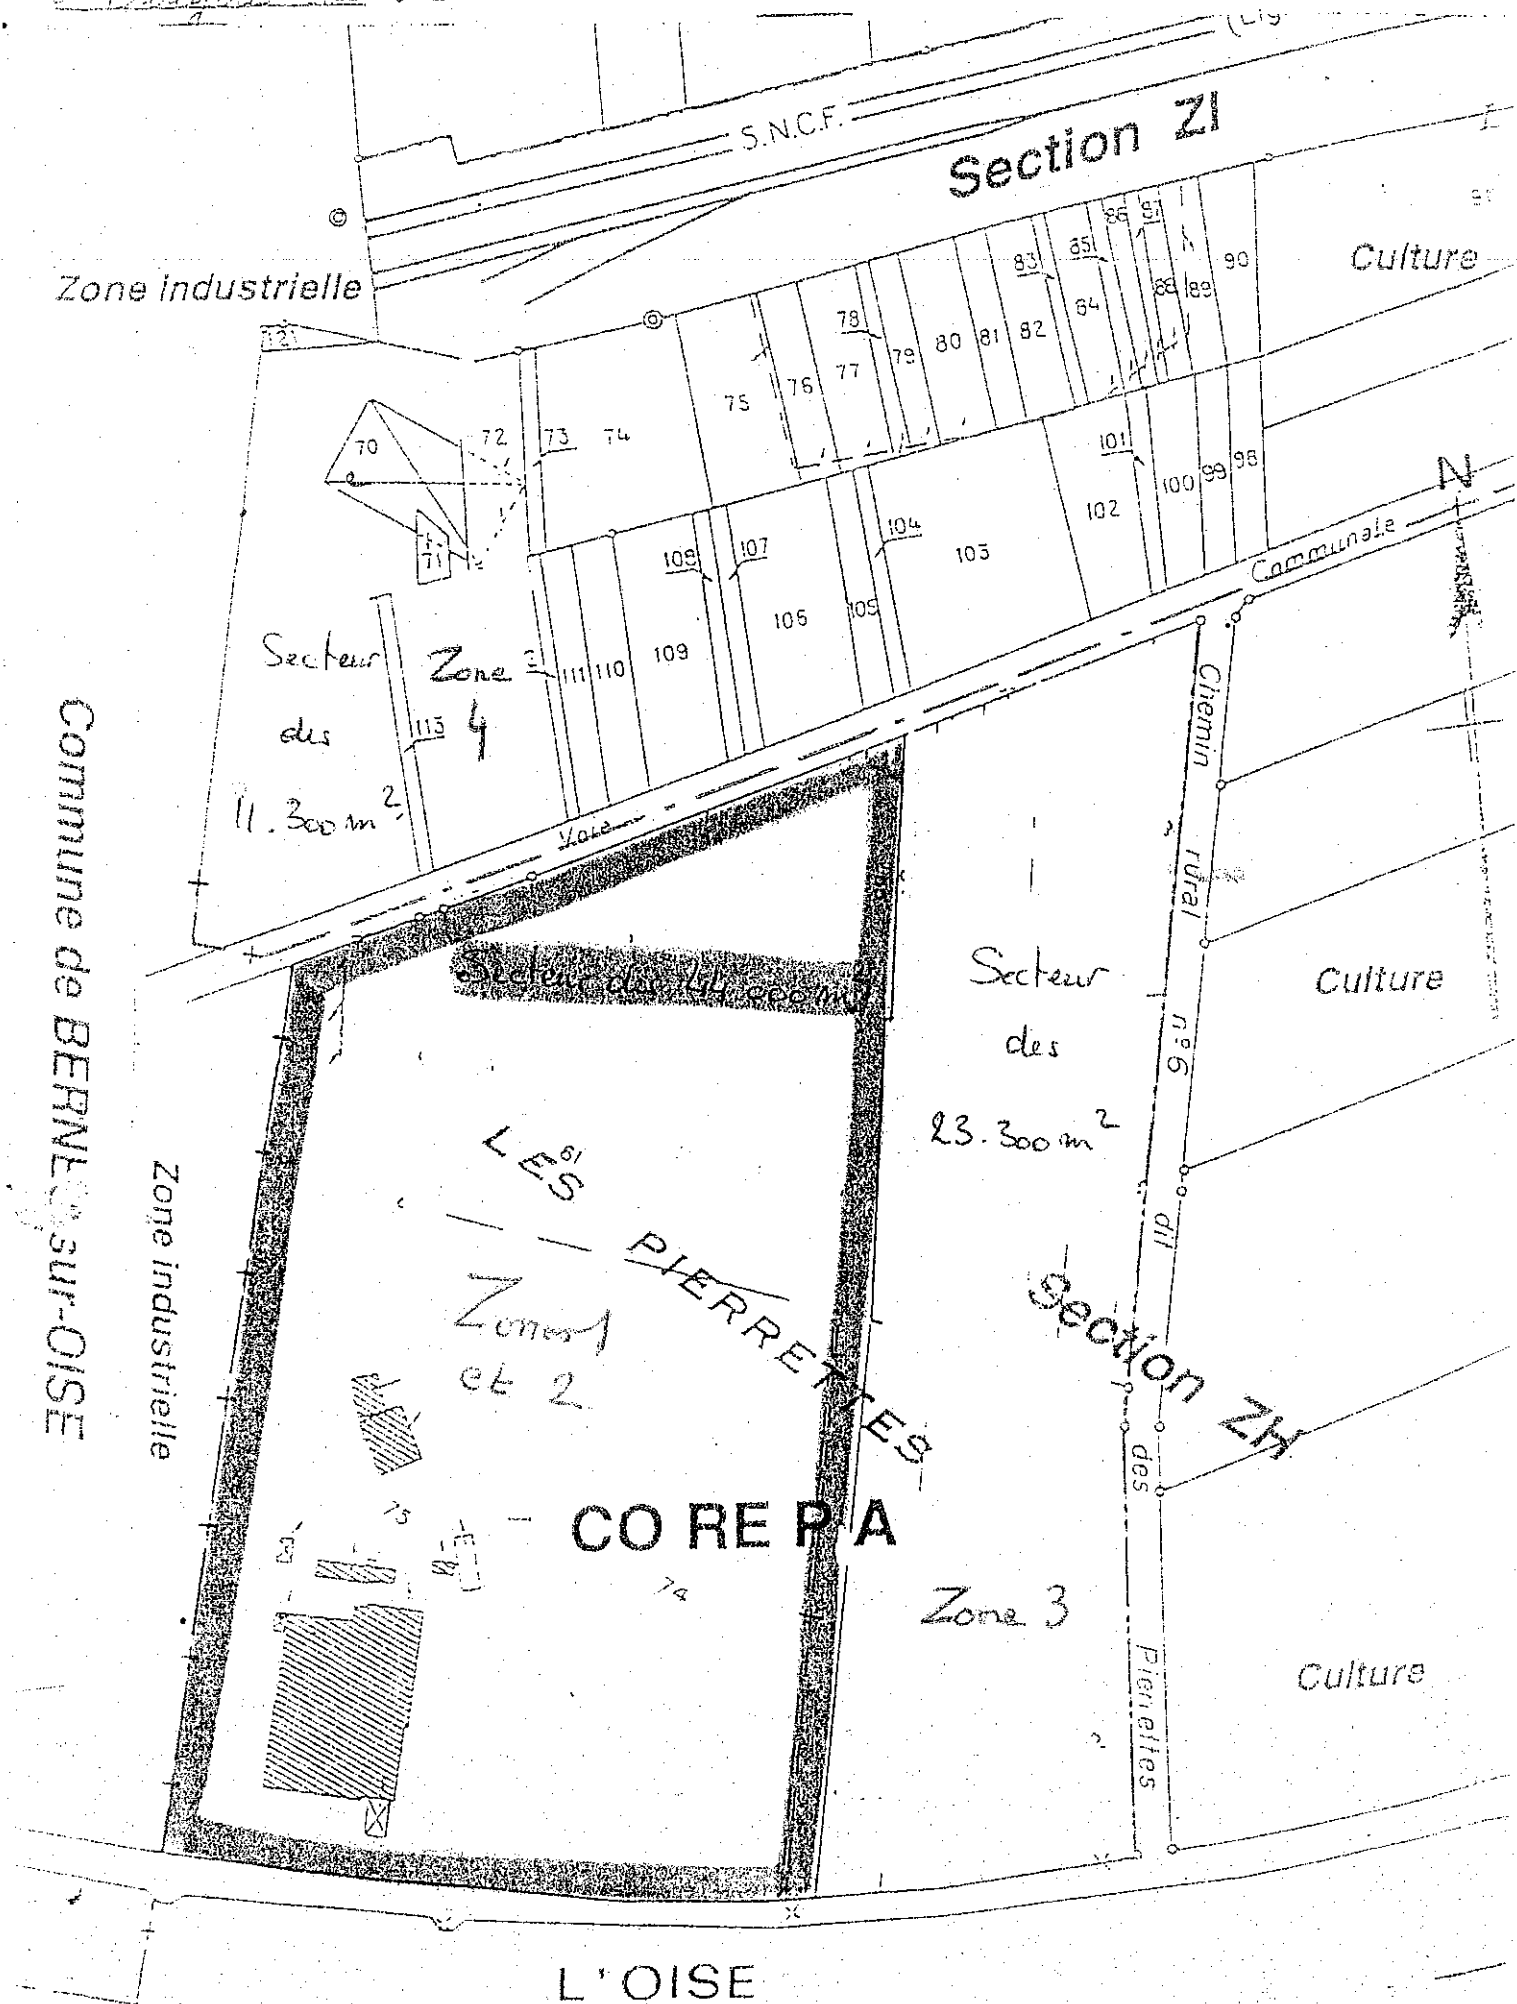 S.N.C.F.
Section ZI
Zone industrielle
Culture
121
70
71
72
73
74
75
76
77
78
79
80
81
82
83
84
85
86
87
88
89
90
98
99
100
101
102
103
104
105
106
107
108
109
110
111
113
N
Voie
Communale
Secteur
des
11.300 m²
Zone
4
Commune de BERNE
sur-OISE
Zone industrielle
Secteur des 44 000 m²
LES
PIERRETTES
61
Zones 1
et 2
75
CO RE P A
74
Secteur
des
23.300 m²
Zone 3
Chemin
rural
n°6
dit
des
Pierrettes
Section ZH
Culture
Culture
L'OISE